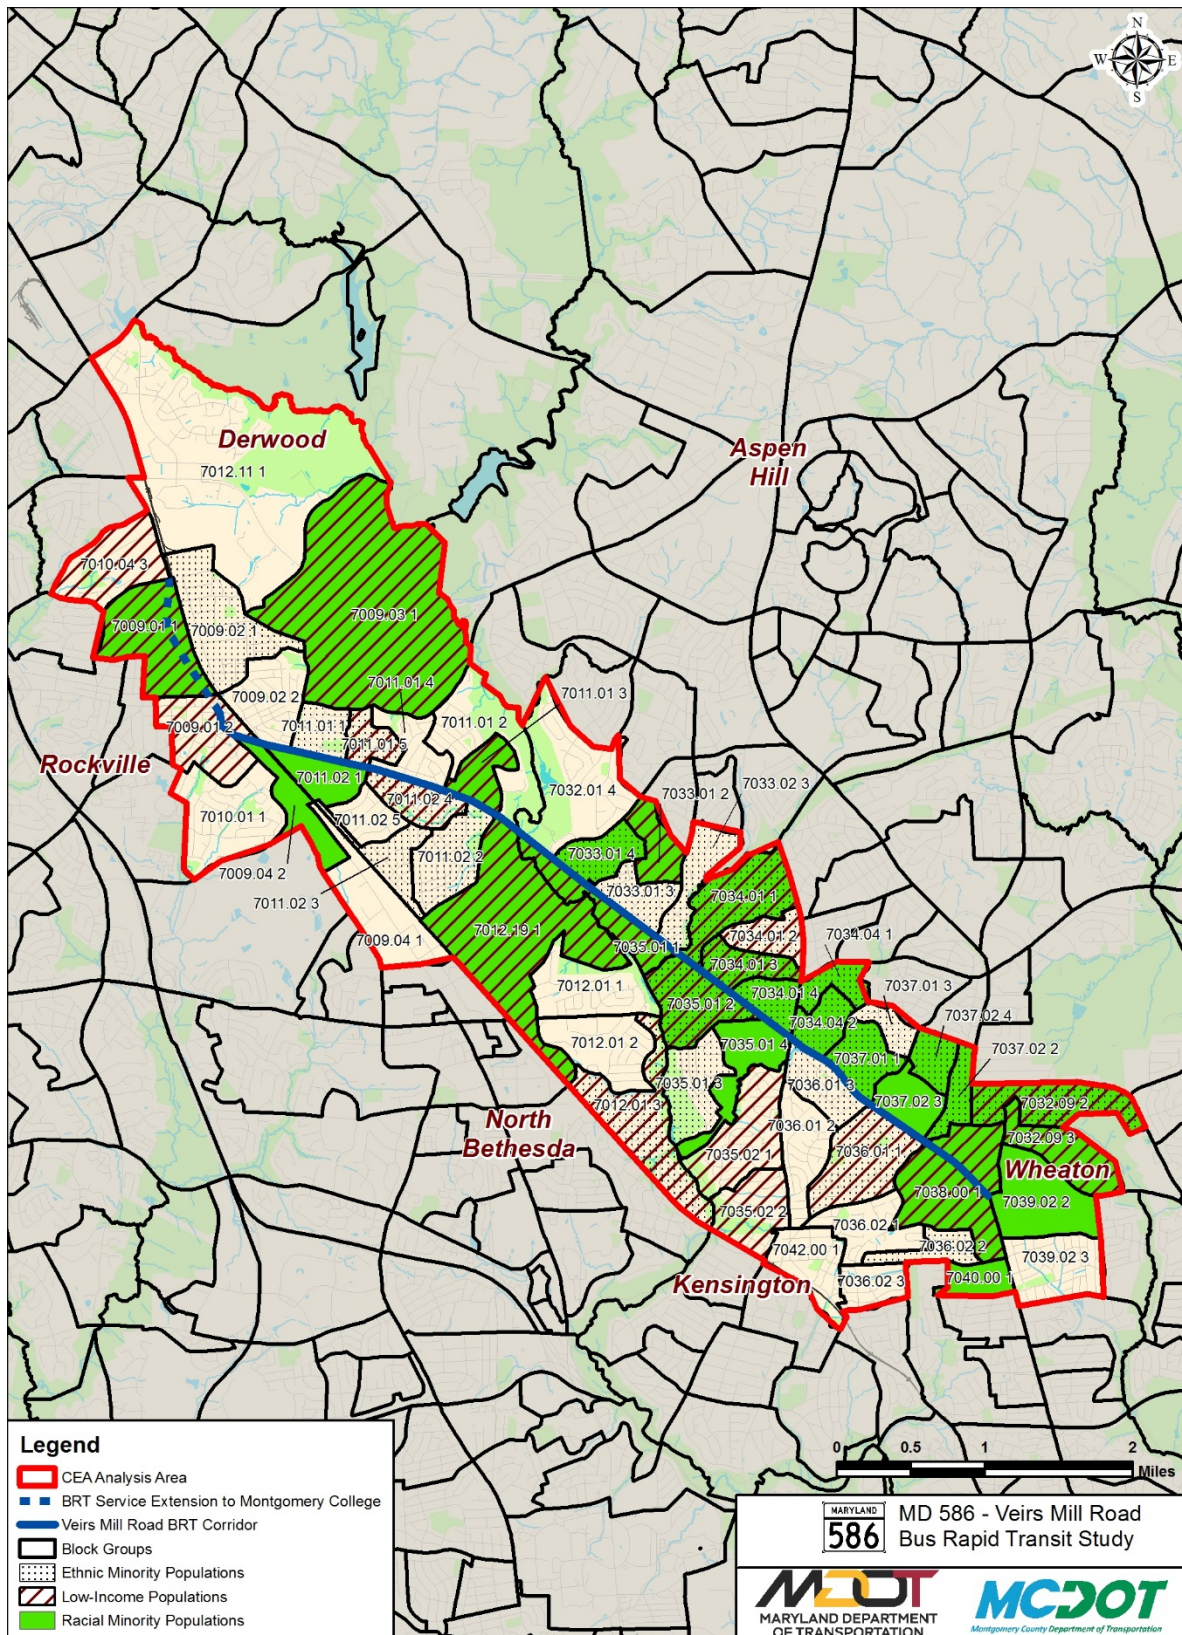 N
W E
S
Derwood
7012.11 1
Aspen
Hill
7010.04 3
7009.01 1
7009.02 1
7009.03 1
7011.01 4
7011.01 3
7009.02 2
7011.01 1
7011.01 2
7009.01 2
7011.01 5
Rockville
7011.02 1
7011.02 4
7032.01 4
7033.01 2
7033.02 3
7010.01 1
7011.02 5
7011.02 2
7033.01 4
7009.04 2
7033.01 3
7034.01 1
7011.02 3
7012.19 1
7034.01 2
7034.04 1
7009.04 1
7035.01 1
7034.01 3
7037.01 3
7012.01 1
7035.01 2
7034.01 4
7037.02 4
7034.04 2
7012.01 2
7035.01 4
7037.01 1
7037.02 2
7035.01 3
7036.01 3
7037.02 3
7012.01 3
7032.09 2
North
Bethesda
7036.01 2
7032.09 3
7035.02 1
7036.01 1
Wheaton
7038.00 1
7039.02 2
7035.02 2
7036.02 1
7042.00 1
7036.02 2
7039.02 3
Kensington
7036.02 3
7040.00 1
0 0.5 1 2
Miles
Legend
CEA Analysis Area
BRT Service Extension to Montgomery College
Veirs Mill Road BRT Corridor
Block Groups
Ethnic Minority Populations
Low-Income Populations
Racial Minority Populations
MARYLAND
586
MD 586 - Veirs Mill Road
Bus Rapid Transit Study
MDOT
MARYLAND DEPARTMENT
OF TRANSPORTATION
MCDOT
Montgomery County Department of Transportation